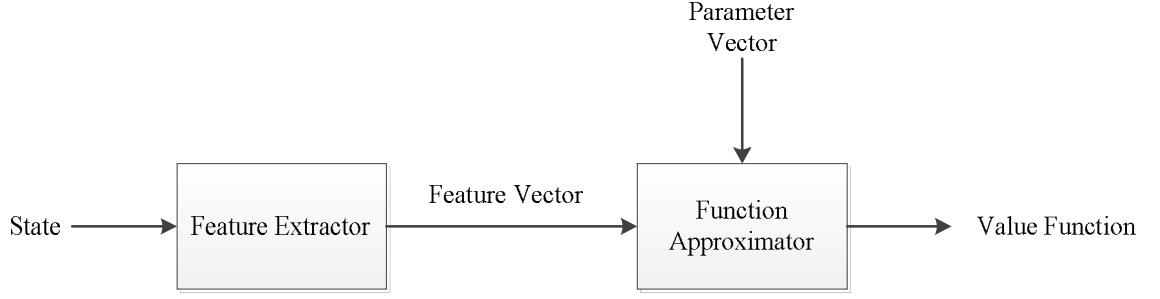 Parameter
Vector
State
Feature Extractor
Feature Vector
Function
Approximator
Value Function